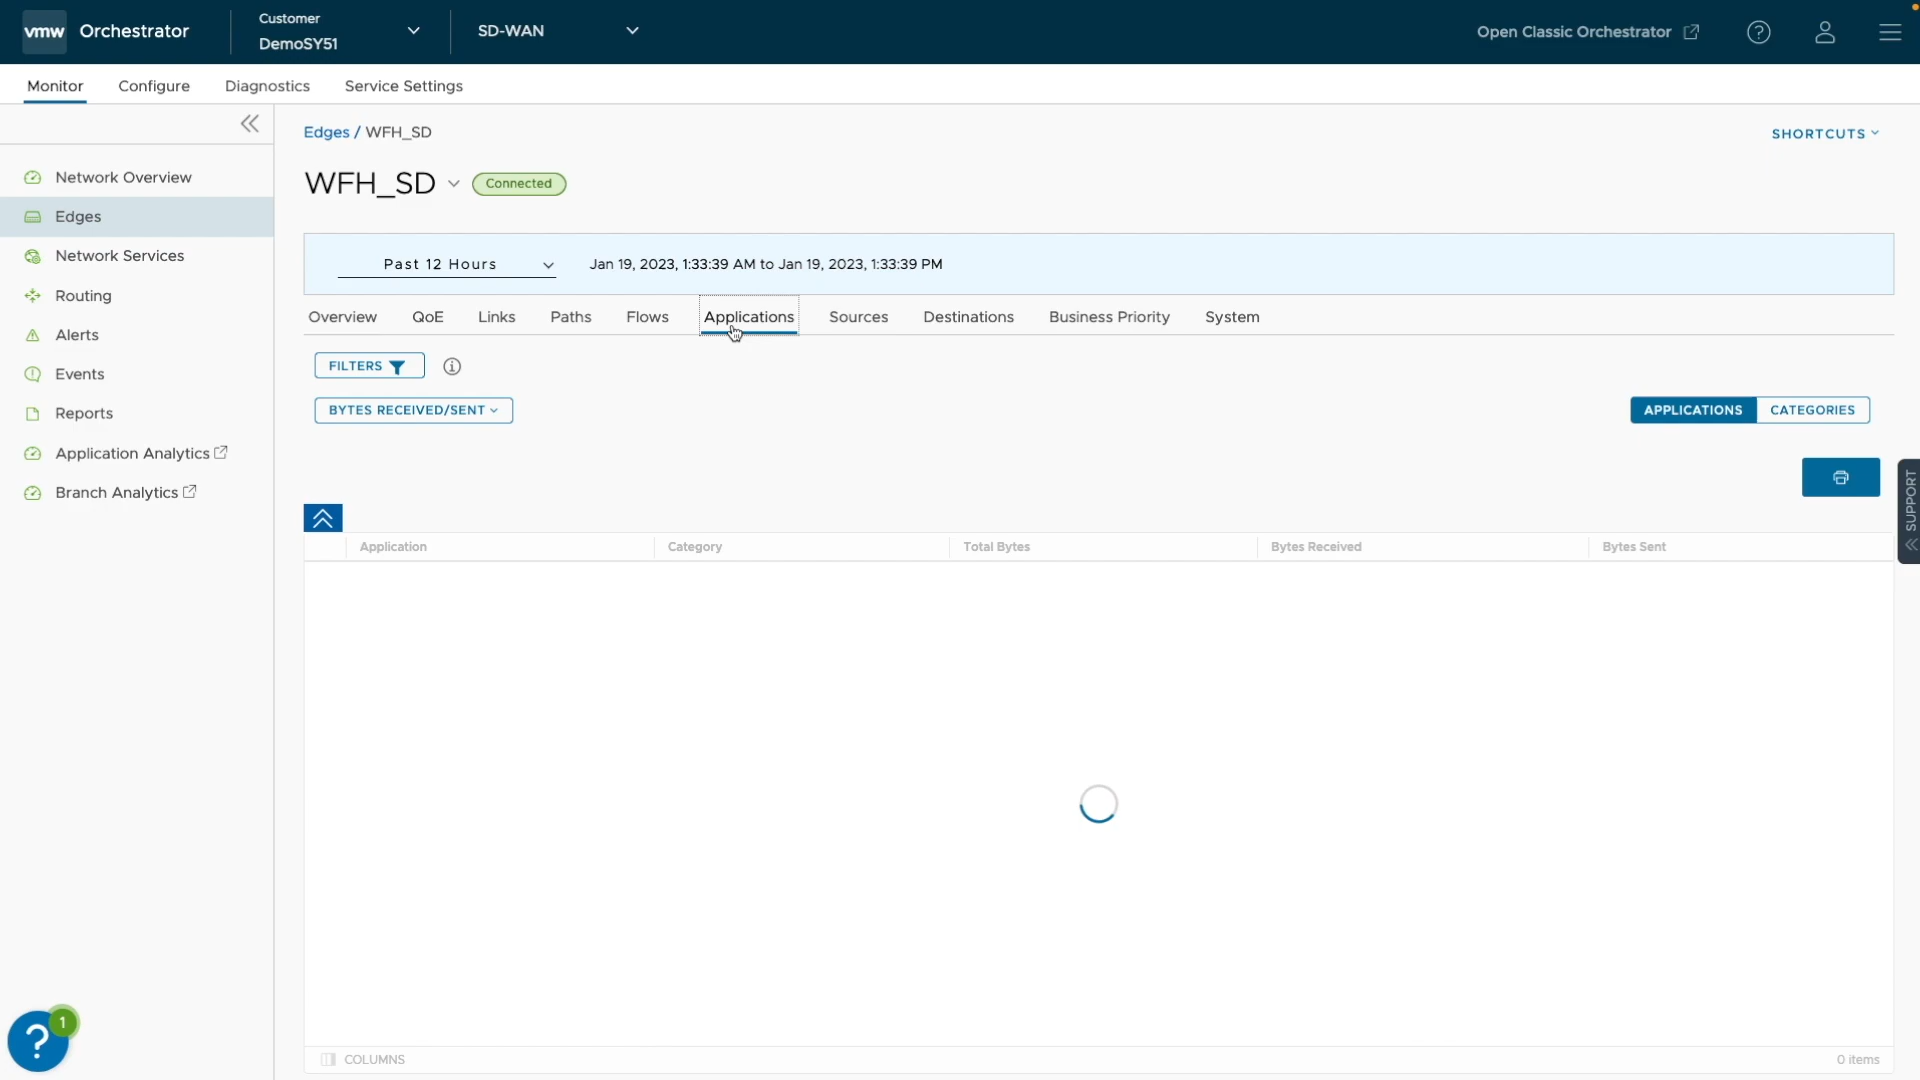 vmw Orchestrator
Customer
DemoSY51
SD-WAN
Open Classic Orchestrator
?
Monitor
Configure
Diagnostics
Service Settings
Network Overview
Edges
Network Services
Routing
Alerts
Events
Reports
Application Analytics
Branch Analytics
Edges / WFH_SD
SHORTCUTS
WFH_SD
Connected
Past 12 Hours
Jan 19, 2023, 1:33:39 AM to Jan 19, 2023, 1:33:39 PM
Overview
QoE
Links
Paths
Flows
Applications
Sources
Destinations
Business Priority
System
FILTERS
BYTES RECEIVED/SENT
APPLICATIONS
CATEGORIES
SUPPORT
Application
Category
Total Bytes
Bytes Received
Bytes Sent
COLUMNS
0 items
?
1